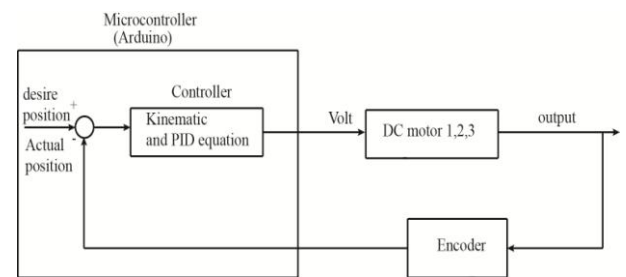 Microcontroller
(Arduino)
desire
position
+
-
Actual
position
Controller
Kinematic
and PID equation
Volt
DC motor 1,2,3
output
Encoder